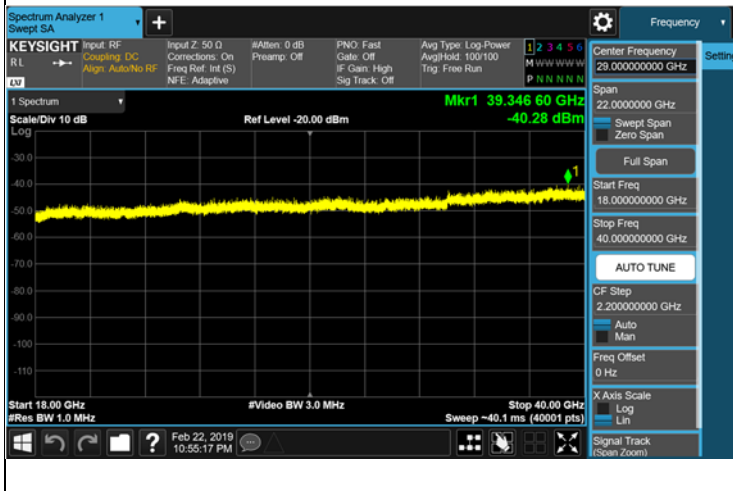 Spectrum Analyzer 1
Swept SA
Frequency
KEYSIGHT
RL
LXI
Input: RF
Coupling: DC
Align: Auto/No RF
Input Z: 50 Ω
Corrections: On
Freq Ref: Int (S)
NFE: Adaptive
#Atten: 0 dB
Preamp: Off
PNO: Fast
Gate: Off
IF Gain: High
Sig Track: Off
Avg Type: Log-Power
Avg|Hold: 100/100
Trig: Free Run
1 2 3 4 5 6
M W W W W W
P N N N N N
Center Frequency
29.000000000 GHz
Settings
Span
22.0000000 GHz
Swept Span
Zero Span
Full Span
Start Freq
18.000000000 GHz
Stop Freq
40.000000000 GHz
AUTO TUNE
CF Step
2.200000000 GHz
Auto
Man
Freq Offset
0 Hz
X Axis Scale
Log
Lin
Signal Track
(Span Zoom)
1 Spectrum
Mkr1 39.346 60 GHz
Scale/Div 10 dB
Ref Level -20.00 dBm
-40.28 dBm
Log
1
-30.0
-40.0
-50.0
-60.0
-70.0
-80.0
-90.0
-100
-110
Start 18.00 GHz
#Video BW 3.0 MHz
Stop 40.00 GHz
#Res BW 1.0 MHz
Sweep ~40.1 ms (40001 pts)
?
Feb 22, 2019
10:55:17 PM